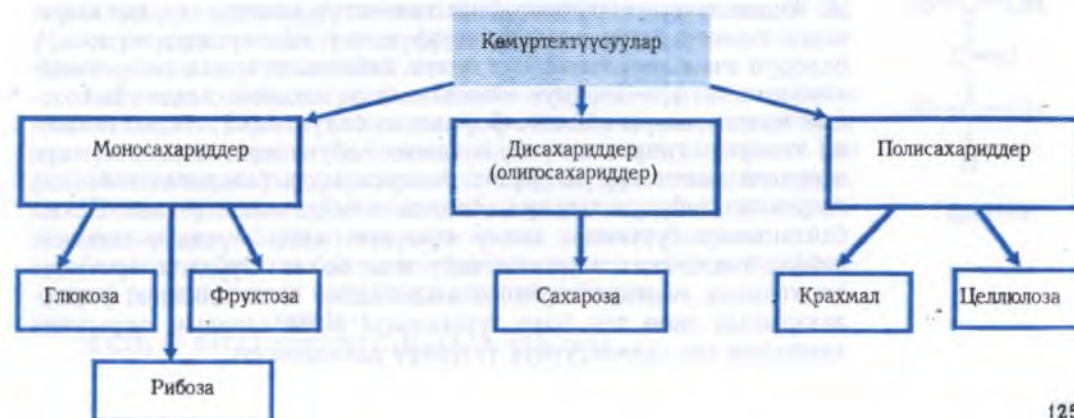 Көмүртектүүсуулар
Моносахариддер
Дисахариддер
(олигосахариддер)
Полисахариддер
Глюкоза
Фруктоза
Сахароза
Крахмал
Целлюлоза
Рибоза
125